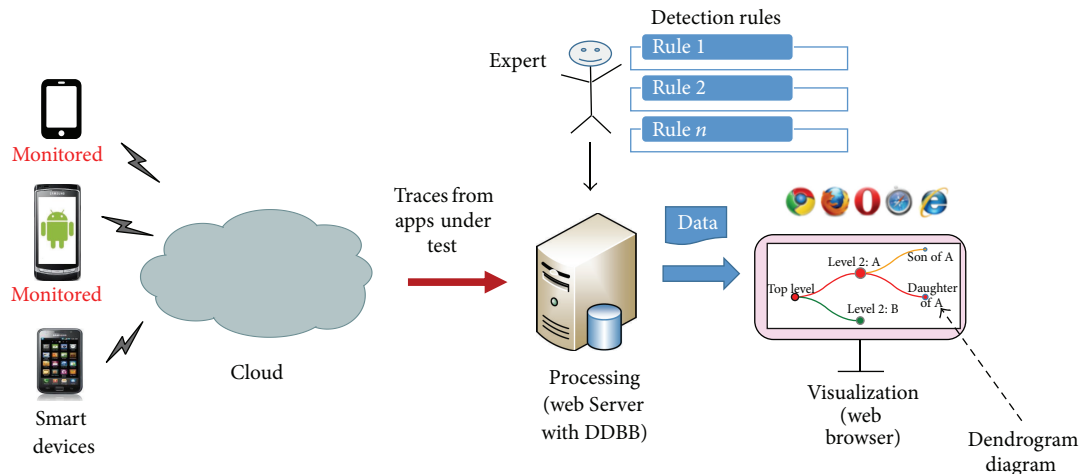 Detection rules
Expert
Rule 1
Rule 2
Rule n
Monitored
Monitored
Smart
devices
Cloud
Traces from
apps under
test
Processing
(web Server
with DDBB)
Data
Top level
Level 2: A
Level 2: B
Son of A
Daughter
of A
Visualization
(web
browser)
Dendrogram
diagram